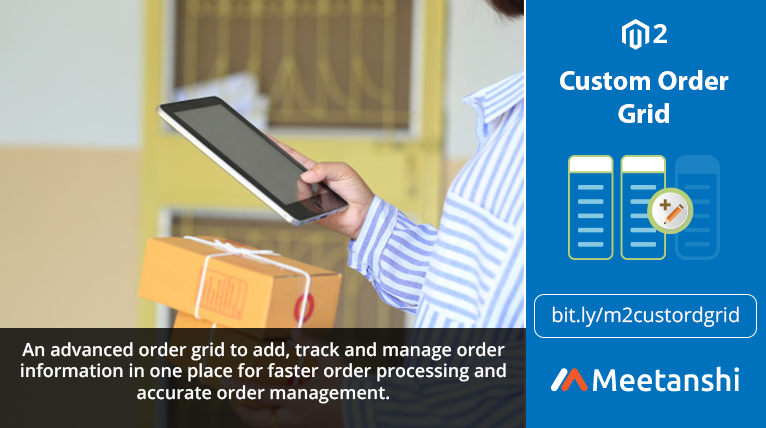 2
Custom Order
Grid
bit.ly/m2custordgrid
Meetanshi
An advanced order grid to add, track and manage order
information in one place for faster order processing and
accurate order management.